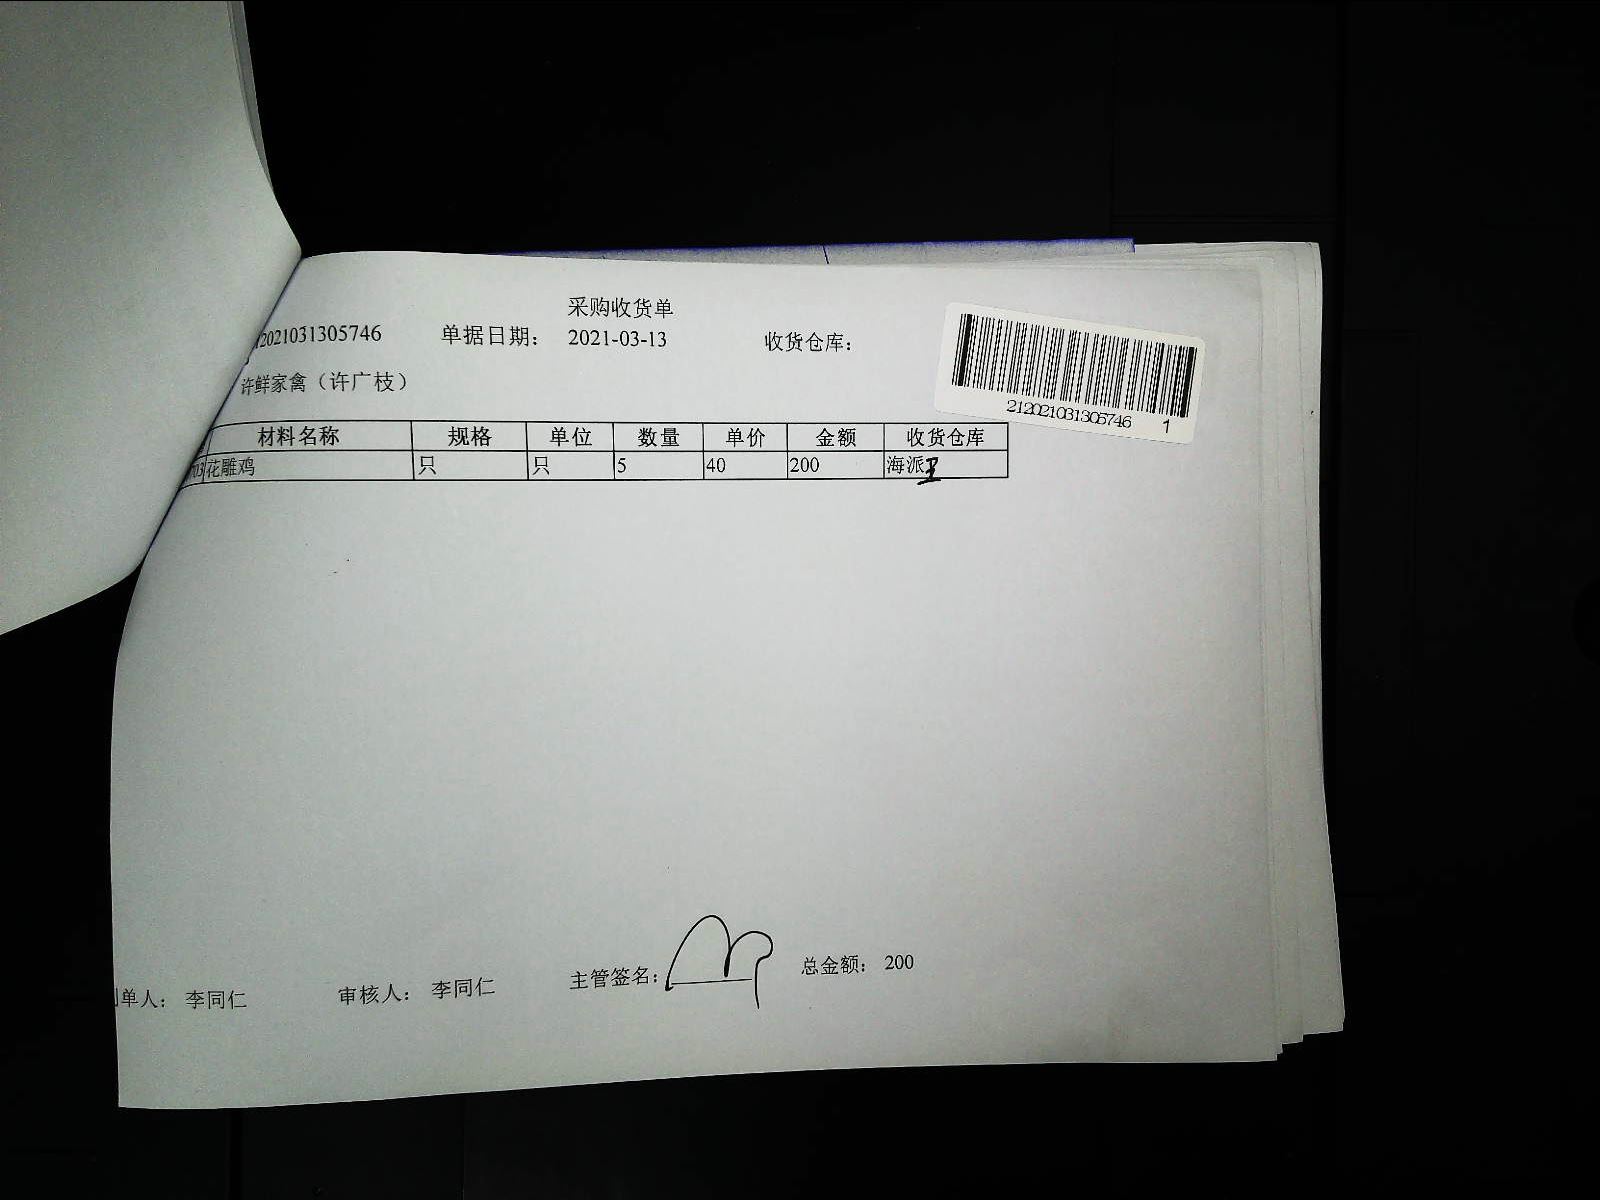 采购收货单
2021031305746 单据日期： 2021-03-13 收货仓库：
许鲜家禽（许广枝）
212021031305746 1
材料名称 规格 单位 数量 单价 金额 收货仓库
03 花雕鸡 只 只 5 40 200 海派
单人： 李同仁 审核人： 李同仁 主管签名： 总金额： 200